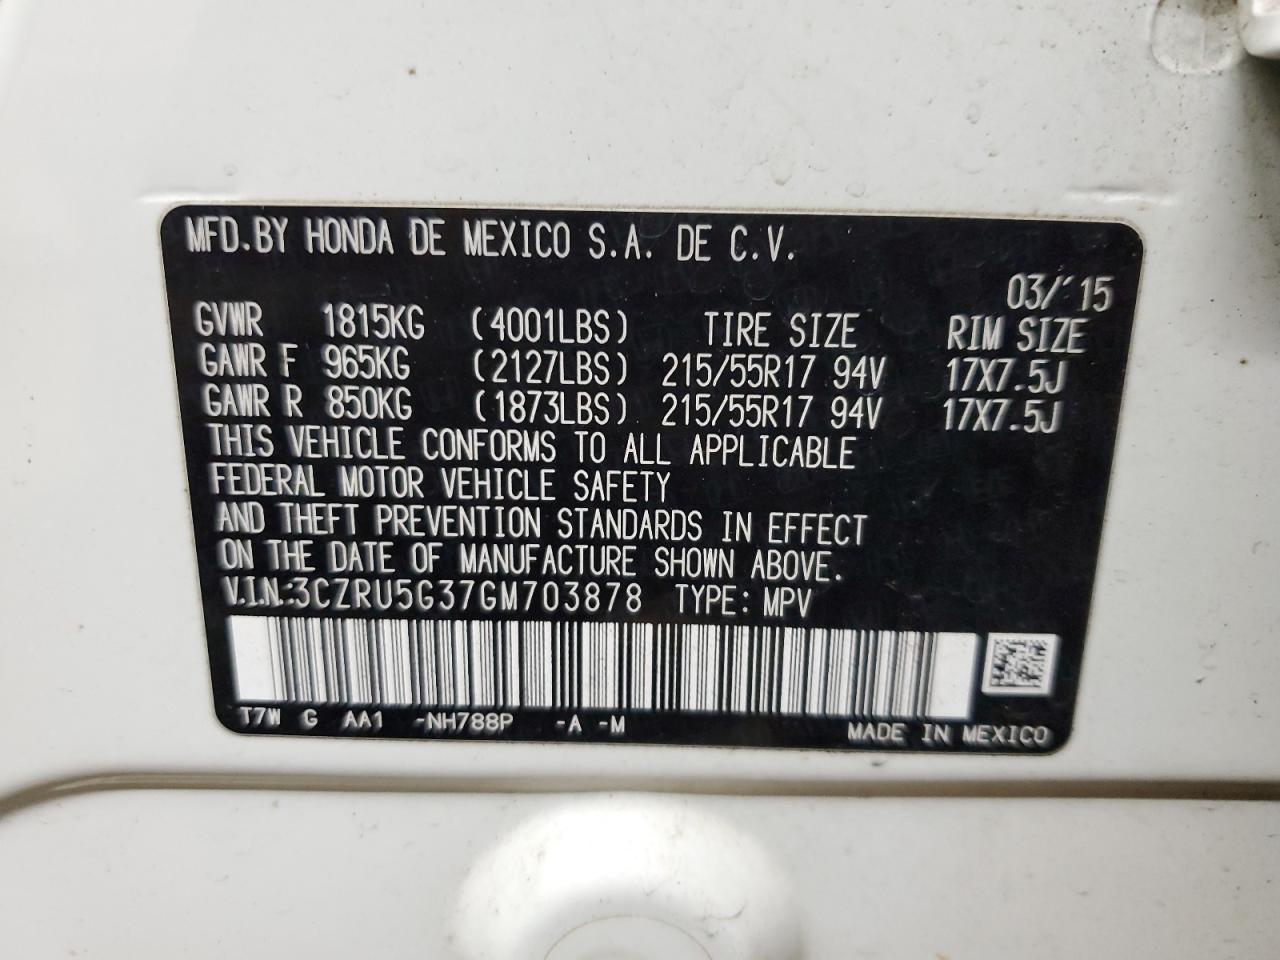 MFD.BY HONDA DE MEXICO S.A. DE C.V.
03/'15
GVWR 1815KG (4001LBS) TIRE SIZE RIM SIZE
GAWR F 965KG (2127LBS) 215/55R17 94V 17X7.5J
GAWR R 850KG (1873LBS) 215/55R17 94V 17X7.5J
THIS VEHICLE CONFORMS TO ALL APPLICABLE
FEDERAL MOTOR VEHICLE SAFETY
AND THEFT PREVENTION STANDARDS IN EFFECT
ON THE DATE OF MANUFACTURE SHOWN ABOVE.
V.I.N.:3CZRU5G37GM703878 TYPE: MPV
T7W G AA1 -NH788P -A -M MADE IN MEXICO